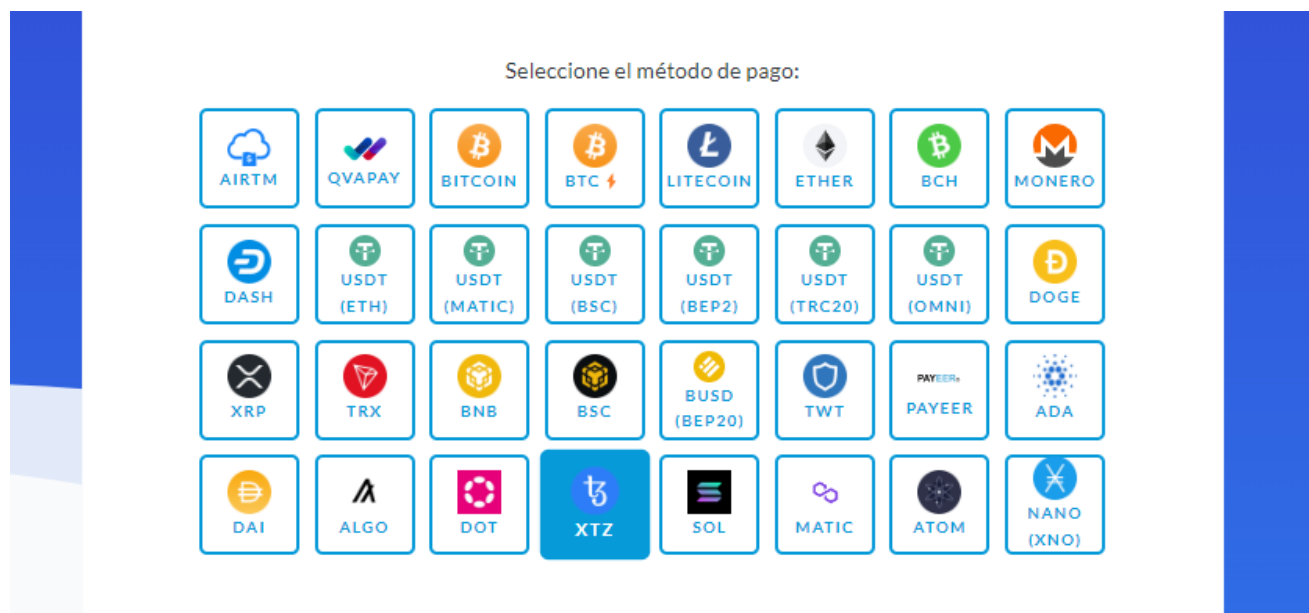 Seleccione el método de pago:
AIRTM
QVAPAY
BITCOIN
BTC
LITECOIN
ETHER
BCH
MONERO
DASH
USDT
(ETH)
USDT
(MATIC)
USDT
(BSC)
USDT
(BEP2)
USDT
(TRC20)
USDT
(OMNI)
DOGE
XRP
TRX
BNB
BSC
BUSD
(BEP20)
TWT
PAYEER
PAYEER
ADA
DAI
ALGO
DOT
XTZ
SOL
MATIC
ATOM
NANO
(XNO)